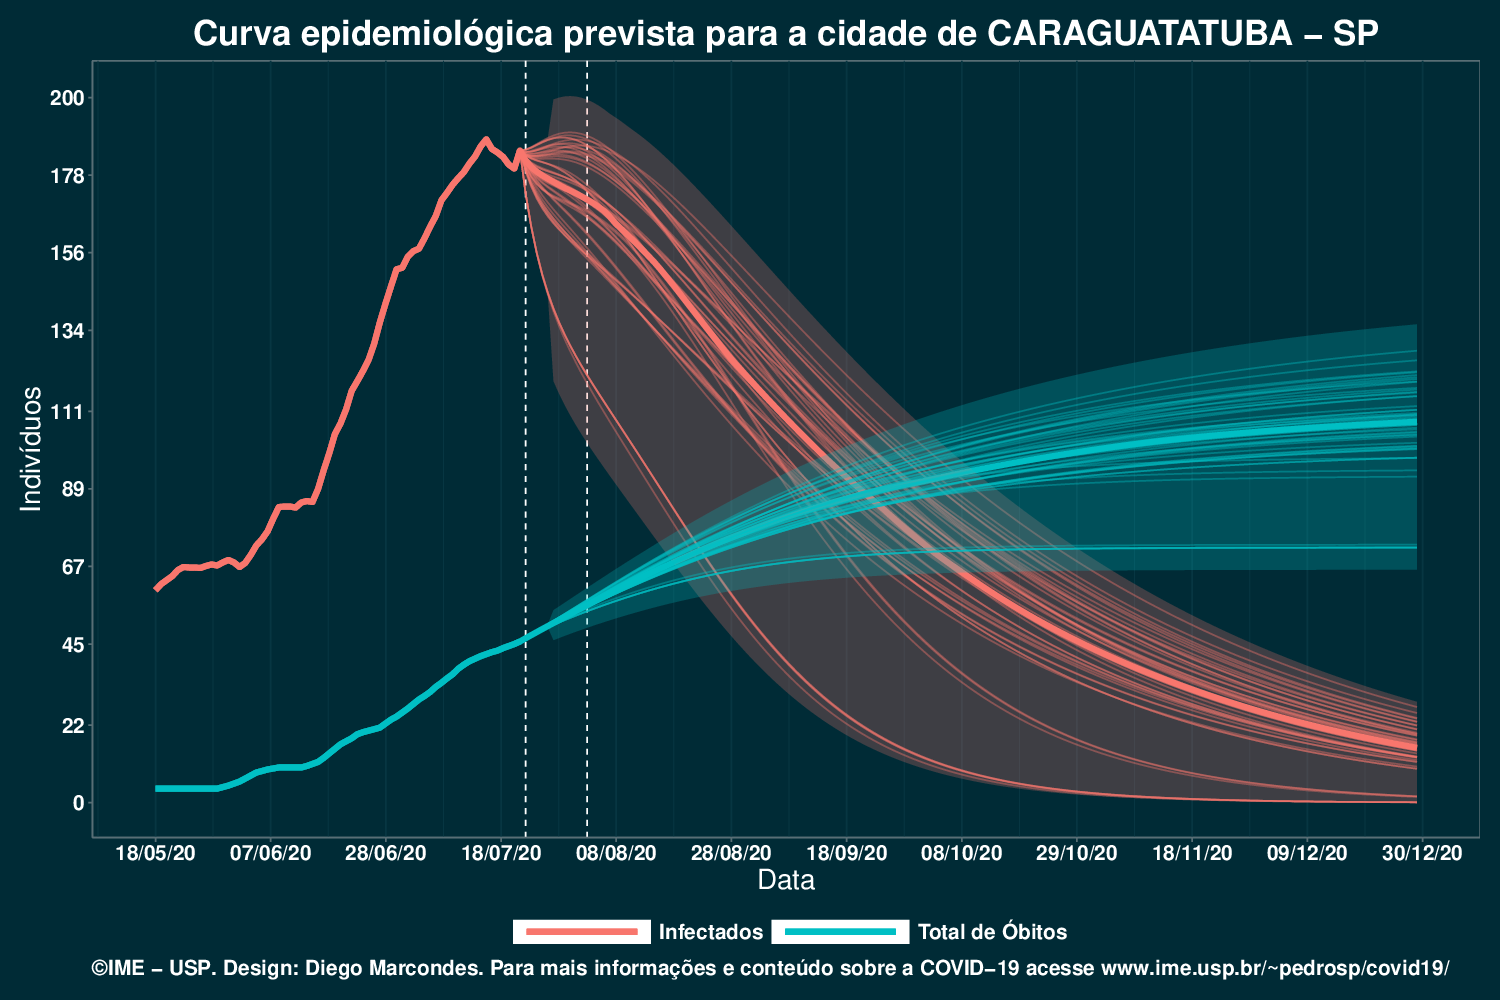 Curva epidemiológica prevista para a cidade de CARAGUATATUBA – SP
Indivíduos
200
178
156
134
111
89
67
45
22
0
18/05/20 07/06/20 28/06/20 18/07/20 08/08/20 28/08/20 18/09/20 08/10/20 29/10/20 18/11/20 09/12/20 30/12/20
Data
Infectados Total de Óbitos
©IME – USP. Design: Diego Marcondes. Para mais informações e conteúdo sobre a COVID–19 acesse www.ime.usp.br/~pedrosp/covid19/